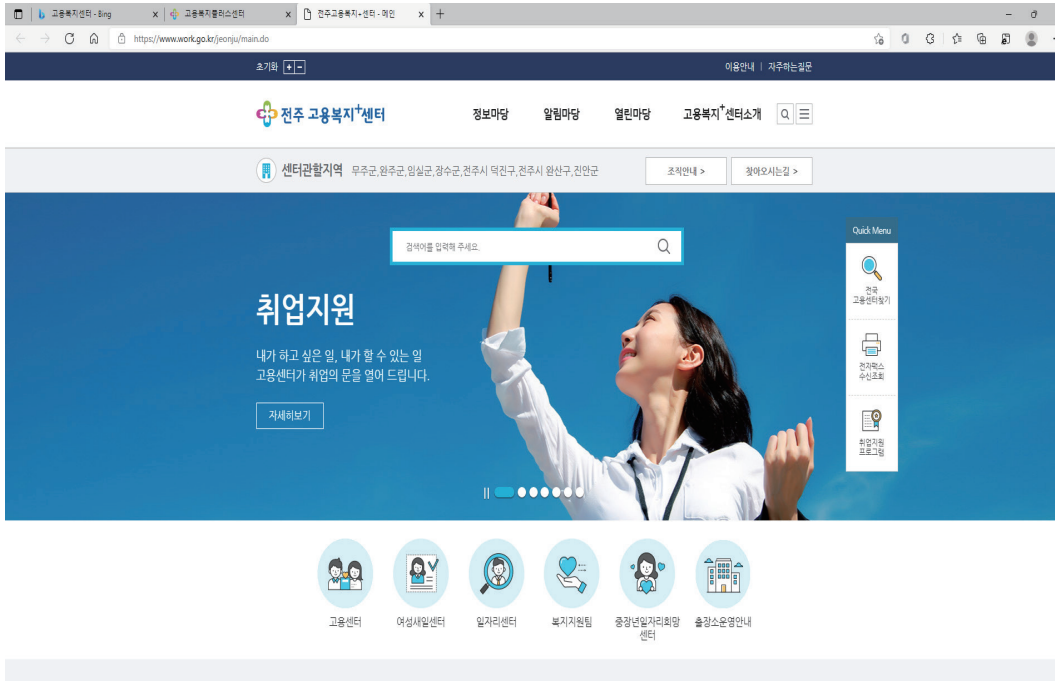 고용복지센터 - Bing
고용복지플러스센터
전주고용복지+센터 - 메인
https://www.work.go.kr/jeonju/main.do
초기화 + -
이용안내 | 자주하는질문
전주 고용복지+센터
정보마당 알림마당 열린마당 고용복지+센터소개
센터관할지역 무주군,완주군,임실군,장수군,전주시 덕진구,전주시 완산구,진안군
조직안내 >
찾아오시는길 >
검색어를 입력해 주세요.
취업지원
내가 하고 싶은 일, 내가 할 수 있는 일
고용센터가 취업의 문을 열어 드립니다.
자세히보기
Quick Menu
전국
고용센터찾기
전자팩스
수신조회
취업지원
프로그램
고용센터
여성새일센터
일자리센터
복지지원팀
중장년일자리희망
센터
출장소운영안내